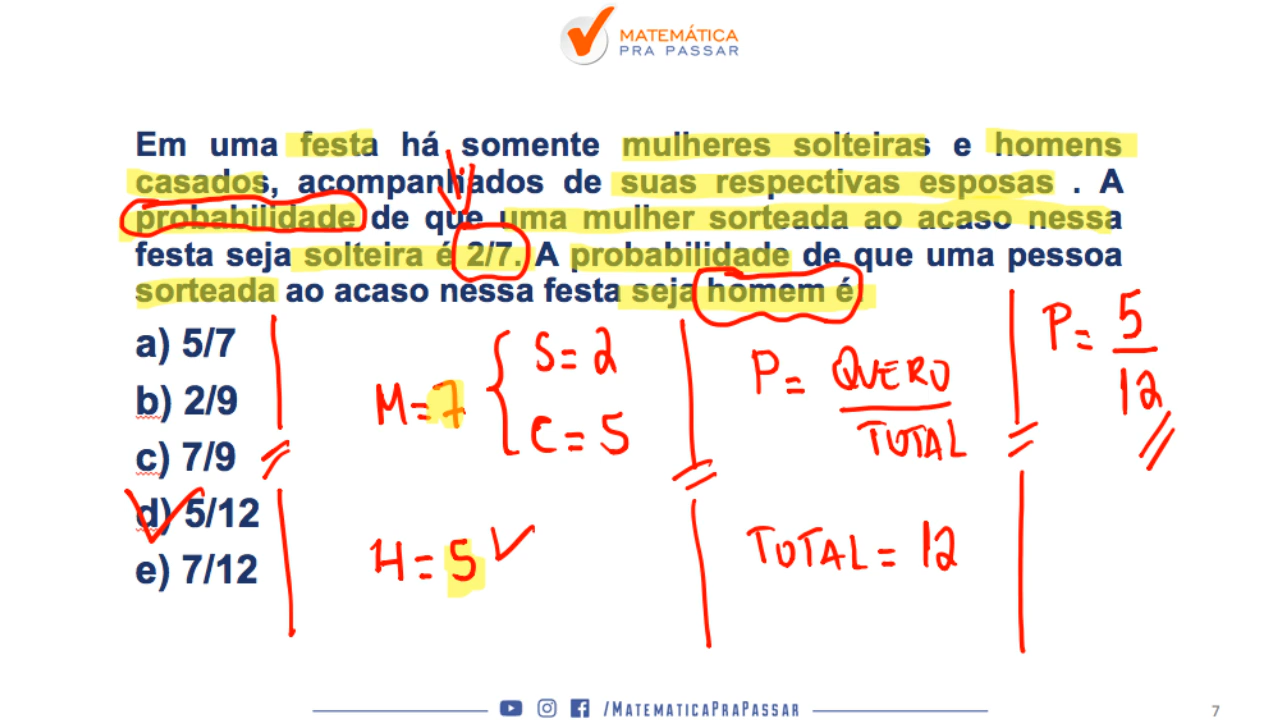 MATEMÁTICA
PRA PASSAR
Em uma festa há somente mulheres solteiras e homens
casados, acompanhados de suas respectivas esposas . A
probabilidade de que uma mulher sorteada ao acaso nessa
festa seja solteira é 2/7. A probabilidade de que uma pessoa
sorteada ao acaso nessa festa seja homem é
a) 5/7
b) 2/9
c) 7/9
d) 5/12
e) 7/12
M=7 { S=2
C=5
H=5
P= QUERO
TOTAL
TOTAL=12
P= 5
12
/MATEMATICAPRAPASSAR
7